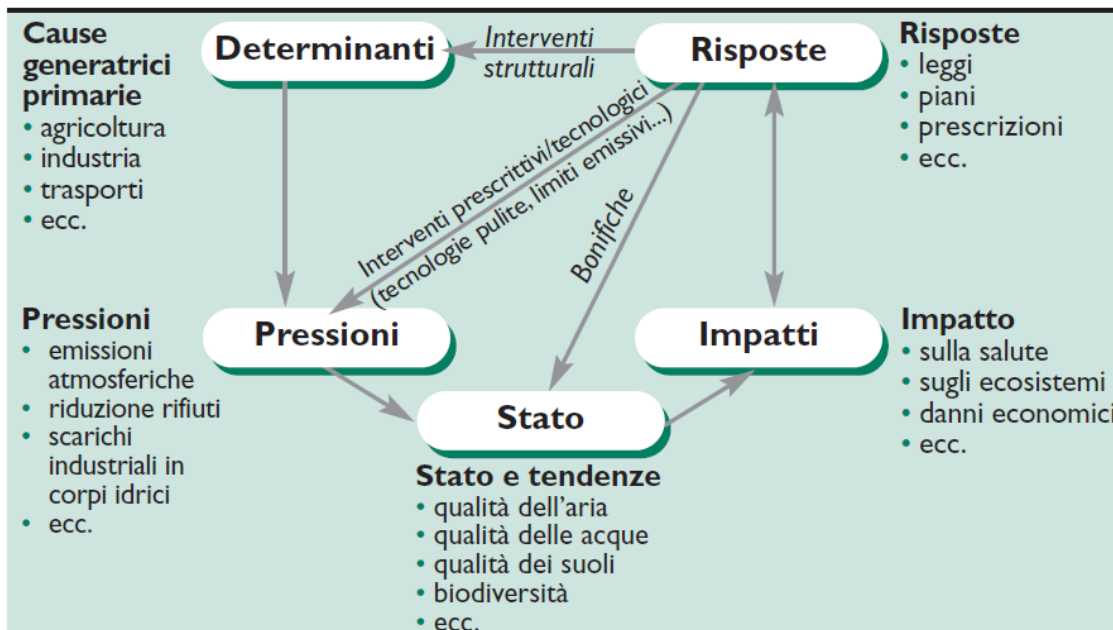 Cause
generatrici
primarie
• agricoltura
• industria
• trasporti
• ecc.
Determinanti
Interventi
strutturali
Risposte
Risposte
• leggi
• piani
• prescrizioni
• ecc.
Interventi prescrittivi/tecnologici
(tecnologie pulite, limiti emissivi...)
Bonifiche
Pressioni
• emissioni
atmosferiche
• riduzione rifiuti
• scarichi
industriali in
corpi idrici
• ecc.
Pressioni
Impatti
Impatto
• sulla salute
• sugli ecosistemi
• danni economici
• ecc.
Stato
Stato e tendenze
• qualità dell'aria
• qualità delle acque
• qualità dei suoli
• biodiversità
• ecc.